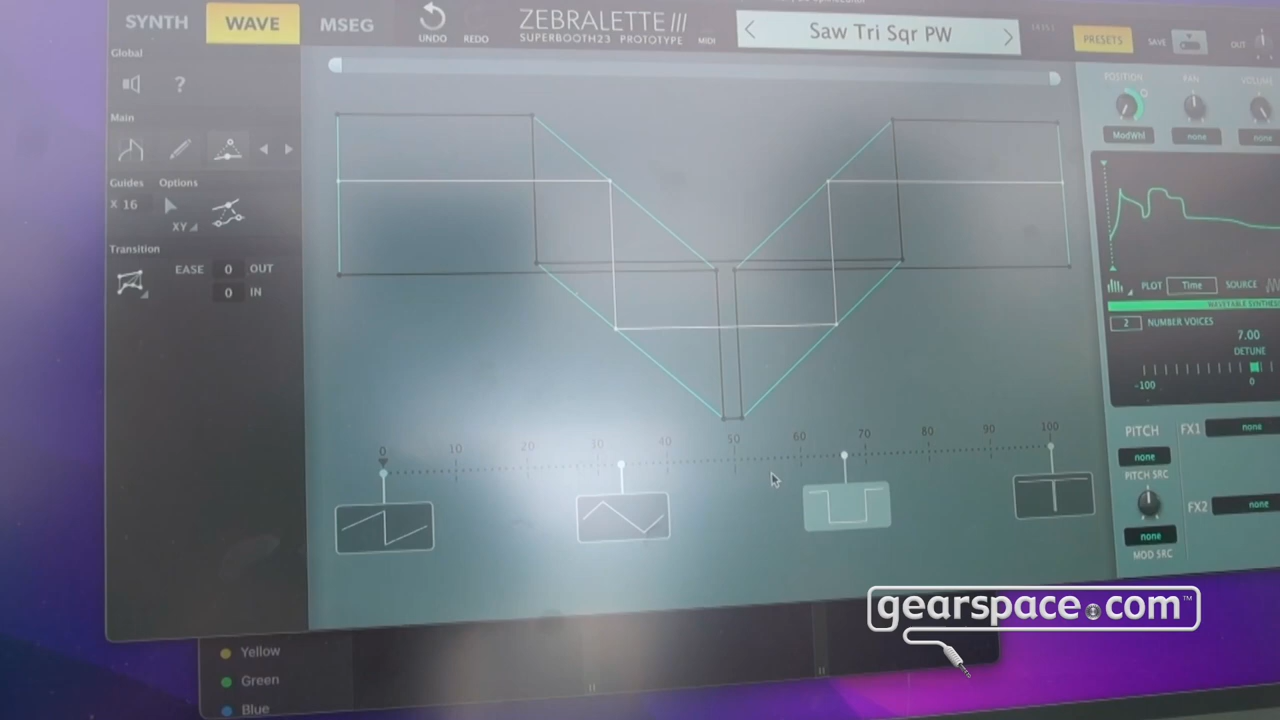 SYNTH WAVE MSEG
UNDO REDO
ZEBRALETTE III
SUPERBOOTH23 PROTOTYPE
MIDI
Saw Tri Sqr PW
PRESETS SAVE OUT
Global
?
Main
Guides Options
X 16
XY
Transition
EASE 0 OUT
0 IN
POSITION PAN VOLUME
ModWhl none none
PLOT Time SOURCE
2 NUMBER VOICES
7.00
DETUNE
-100 0
0 10 20 30 40 50 60 70 80 90 100
PITCH FX1 none
none
PITCH SRC
FX2 none
none
MOD SRC
gearspace.com™
Yellow
Green
Blue